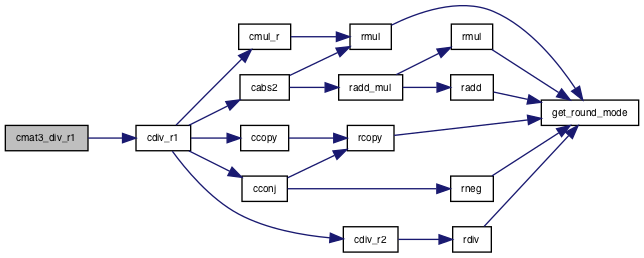 cmul_r
rmul
rmul
cabs2
radd_mul
radd
get_round_mode
cmat3_div_r1
cdiv_r1
ccopy
rcopy
cconj
rneg
cdiv_r2
rdiv